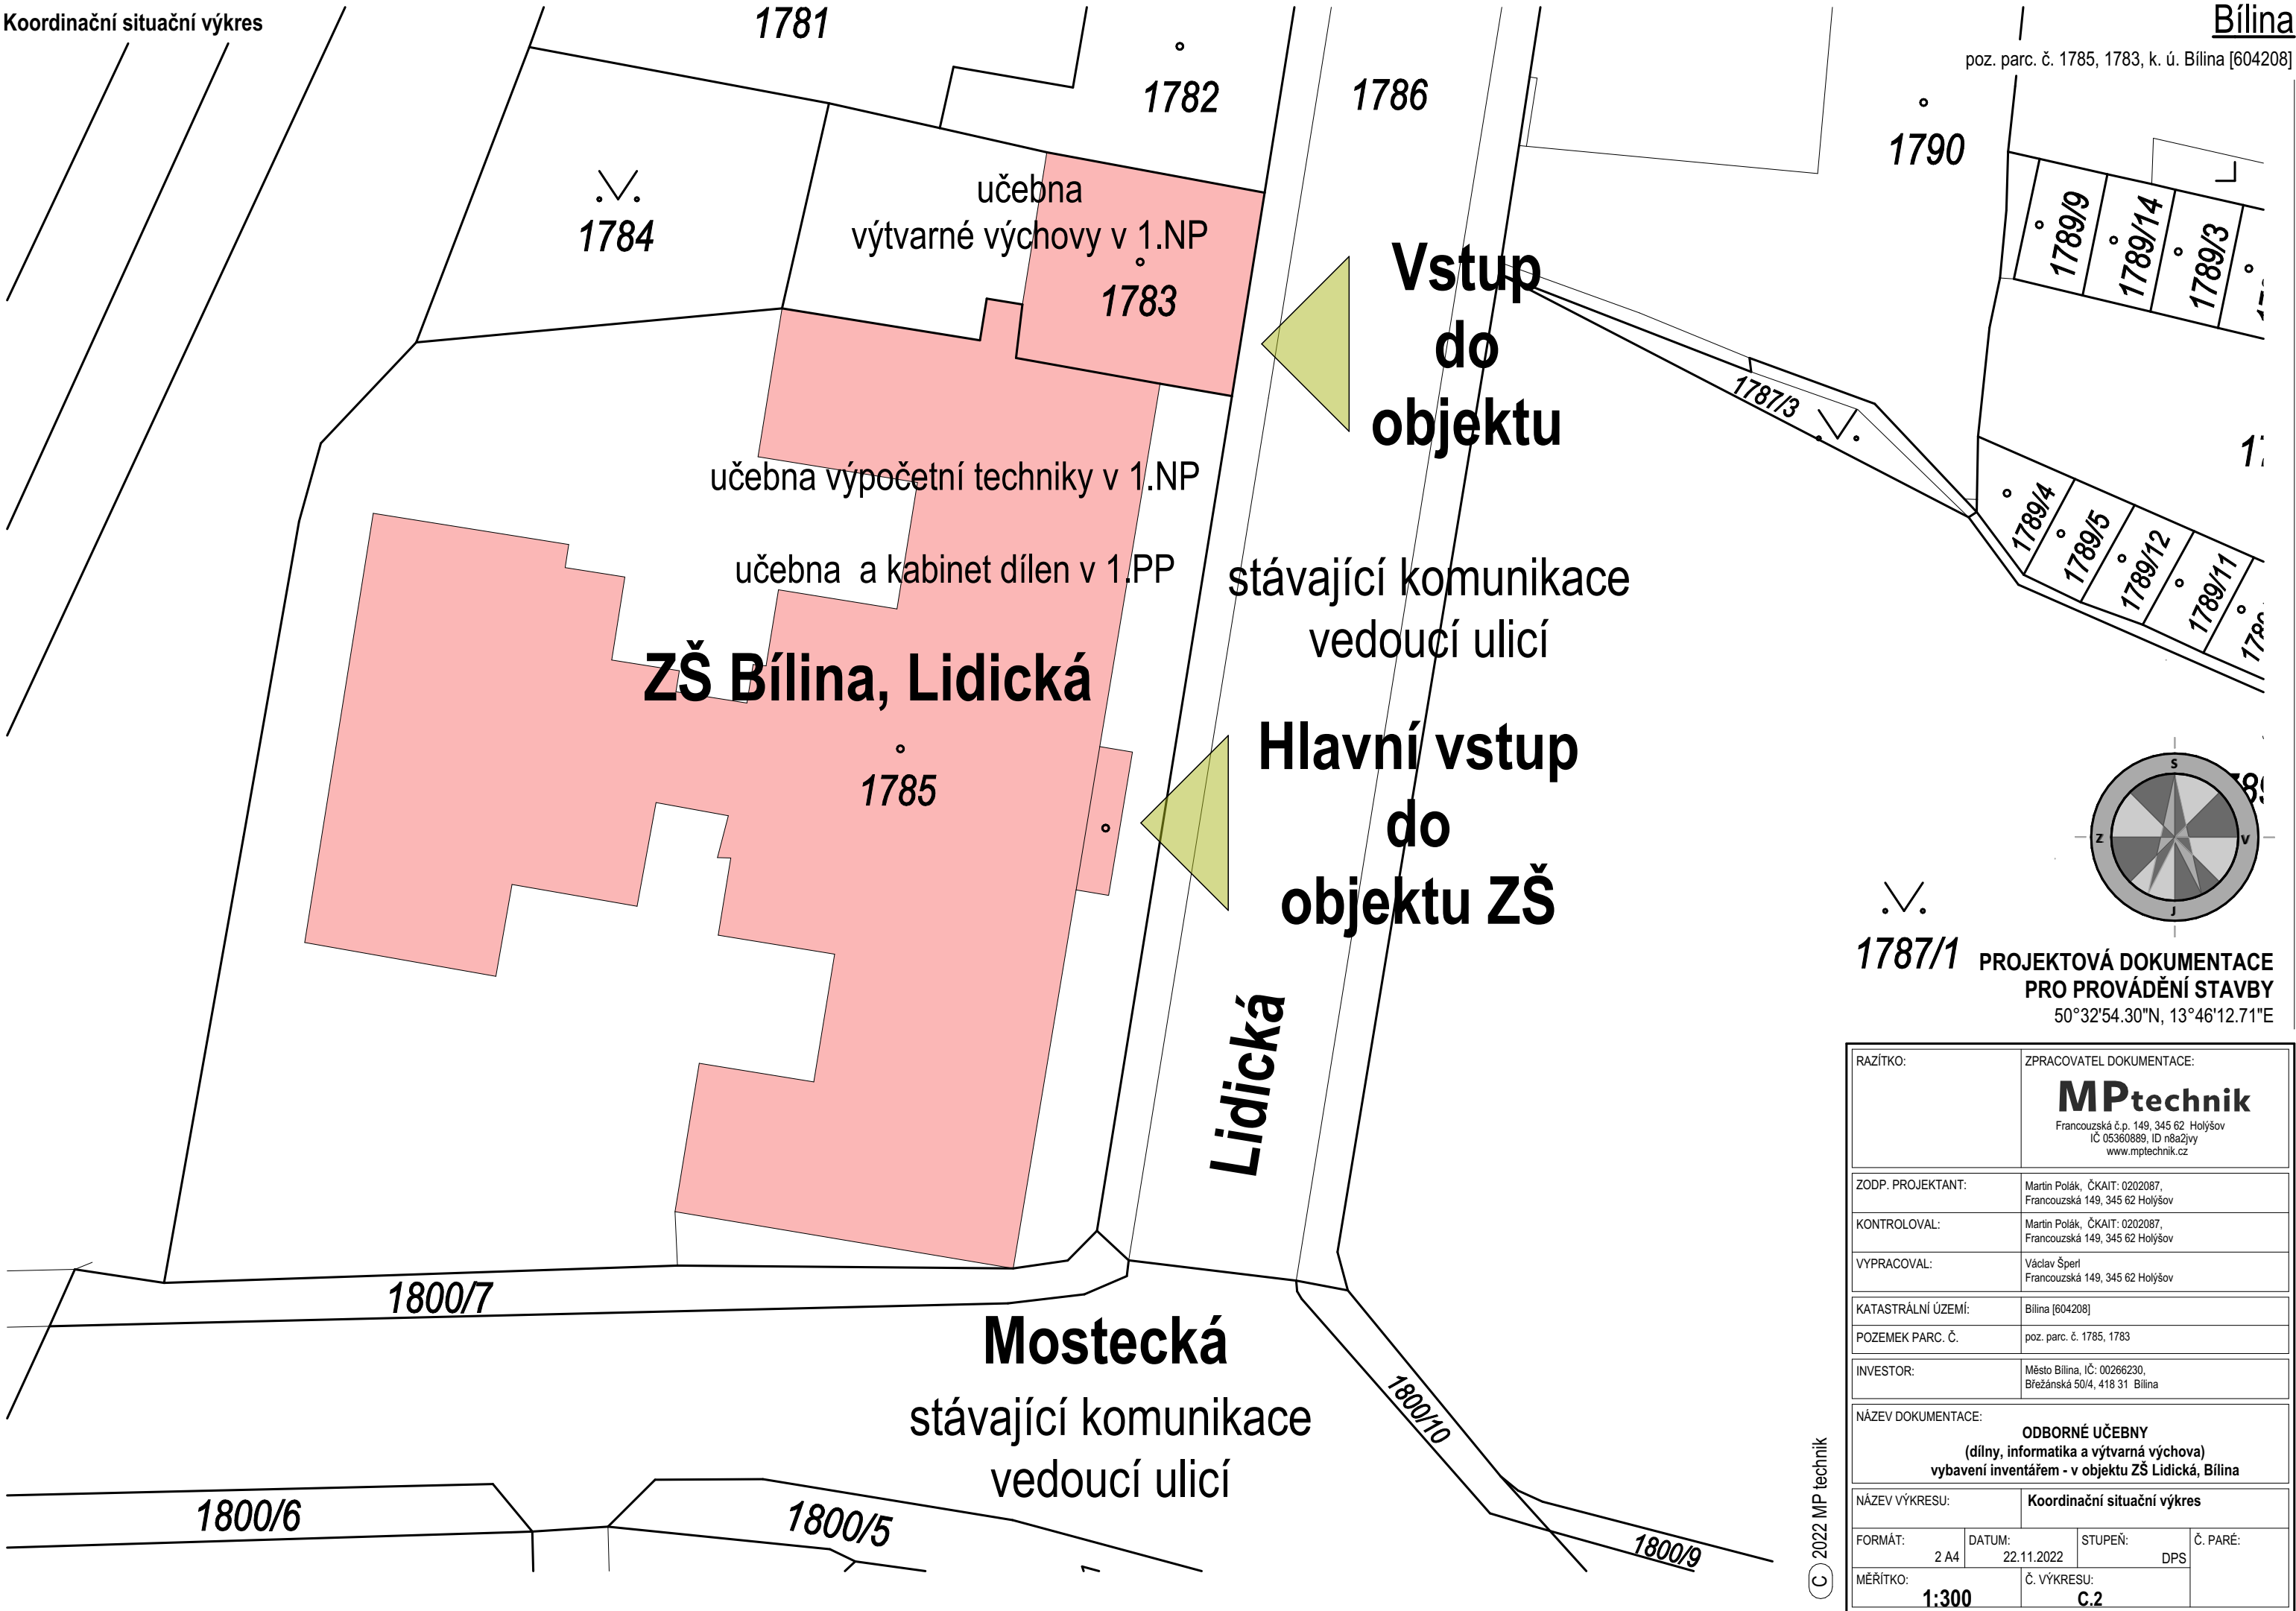 Koordinační situační výkres
Bílina
poz. parc. č. 1785, 1783, k. ú. Bílina [604208]
1781
1782
1786
1790
1784
učebna
výtvarné výchovy v 1.NP
1783
Vstup
do
objektu
1789/9
1789/14
1789/3
1787/3
učebna výpočetní techniky v 1.NP
1789/4
1789/5
1789/12
1789/11
učebna a kabinet dílen v 1.PP
stávající komunikace
vedoucí ulicí
ZŠ Bílina, Lidická
1785
Hlavní vstup
do
objektu ZŠ
S
Z
V
J
1787/1
PROJEKTOVÁ DOKUMENTACE
PRO PROVÁDĚNÍ STAVBY
50°32'54.30"N, 13°46'12.71"E
Lidická
1800/7
Mostecká
stávající komunikace
vedoucí ulicí
1800/10
1800/6
1800/5
1800/9
C 2022 MP technik
RAZÍTKO:
ZPRACOVATEL DOKUMENTACE:
MPtechnik
Francouzská č.p. 149, 345 62 Holýšov
IČ 05360889, ID n8a2jvy
www.mptechnik.cz
ZODP. PROJEKTANT:
Martin Polák, ČKAIT: 0202087,
Francouzská 149, 345 62 Holýšov
KONTROLOVAL:
Martin Polák, ČKAIT: 0202087,
Francouzská 149, 345 62 Holýšov
VYPRACOVAL:
Václav Šperl
Francouzská 149, 345 62 Holýšov
KATASTRÁLNÍ ÚZEMÍ:
Bílina [604208]
POZEMEK PARC. Č.
poz. parc. č. 1785, 1783
INVESTOR:
Město Bílina, IČ: 00266230,
Břežánská 50/4, 418 31 Bílina
NÁZEV DOKUMENTACE:
ODBORNÉ UČEBNY
(dílny, informatika a výtvarná výchova)
vybavení inventářem - v objektu ZŠ Lidická, Bílina
NÁZEV VÝKRESU:
Koordinační situační výkres
FORMÁT:
2 A4
DATUM:
22.11.2022
STUPEŇ:
DPS
Č. PARÉ:
MĚŘÍTKO:
1:300
Č. VÝKRESU:
C.2